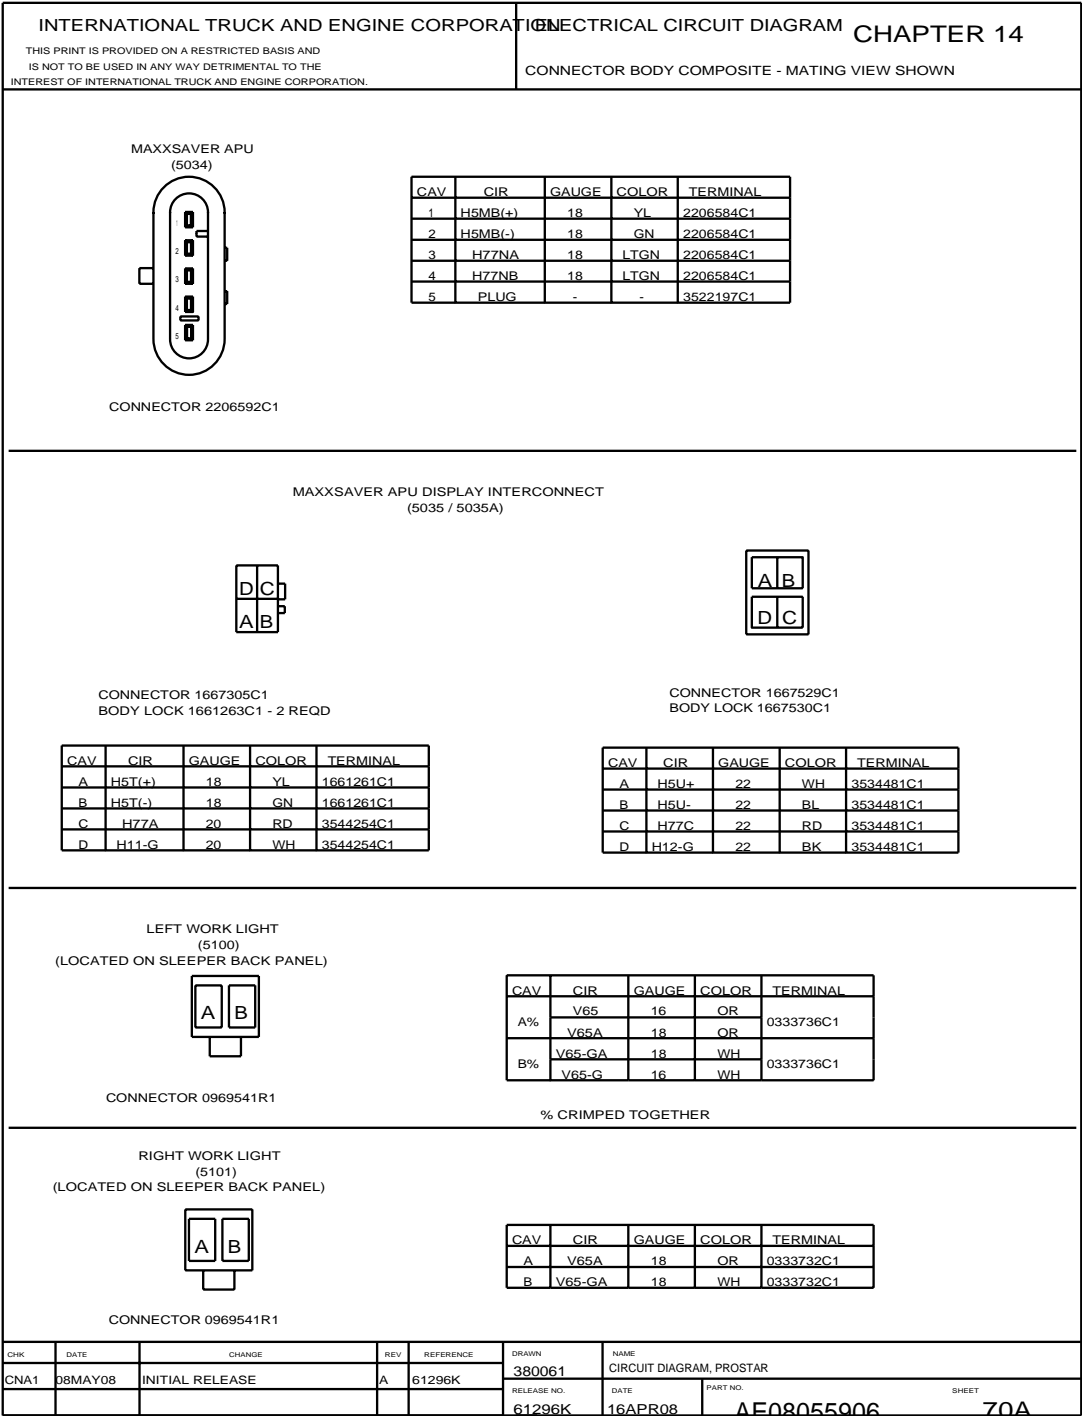 INTERNATIONAL TRUCK AND ENGINE CORPORATION
THIS PRINT IS PROVIDED ON A RESTRICTED BASIS AND
IS NOT TO BE USED IN ANY WAY DETRIMENTAL TO THE
INTEREST OF INTERNATIONAL TRUCK AND ENGINE CORPORATION.
ELECTRICAL CIRCUIT DIAGRAM
CHAPTER 14
CONNECTOR BODY COMPOSITE - MATING VIEW SHOWN
MAXXSAVER APU
(5034)
1
2
3
4
5
CONNECTOR 2206592C1
CAV CIR GAUGE COLOR TERMINAL
1 H5MB(+) 18 YL 2206584C1
2 H5MB(-) 18 GN 2206584C1
3 H77NA 18 LTGN 2206584C1
4 H77NB 18 LTGN 2206584C1
5 PLUG - - 3522197C1
MAXXSAVER APU DISPLAY INTERCONNECT
(5035 / 5035A)
D C
A B
CONNECTOR 1667305C1
BODY LOCK 1661263C1 - 2 REQD
CAV CIR GAUGE COLOR TERMINAL
A H5T(+) 18 YL 1661261C1
B H5T(-) 18 GN 1661261C1
C H77A 20 RD 3544254C1
D H11-G 20 WH 3544254C1
A B
D C
CONNECTOR 1667529C1
BODY LOCK 1667530C1
CAV CIR GAUGE COLOR TERMINAL
A H5U+ 22 WH 3534481C1
B H5U- 22 BL 3534481C1
C H77C 22 RD 3534481C1
D H12-G 22 BK 3534481C1
LEFT WORK LIGHT
(5100)
(LOCATED ON SLEEPER BACK PANEL)
A B
CONNECTOR 0969541R1
CAV CIR GAUGE COLOR TERMINAL
A% V65 16 OR 0333736C1
V65A 18 OR
B% V65-GA 18 WH 0333736C1
V65-G 16 WH
% CRIMPED TOGETHER
RIGHT WORK LIGHT
(5101)
(LOCATED ON SLEEPER BACK PANEL)
A B
CONNECTOR 0969541R1
CAV CIR GAUGE COLOR TERMINAL
A V65A 18 OR 0333732C1
B V65-GA 18 WH 0333732C1
CHK DATE CHANGE REV REFERENCE
CNA1 08MAY08 INITIAL RELEASE A 61296K
DRAWN
380061
NAME
CIRCUIT DIAGRAM, PROSTAR
RELEASE NO.
61296K
DATE
16APR08
PART NO.
AE08055906
SHEET
70A